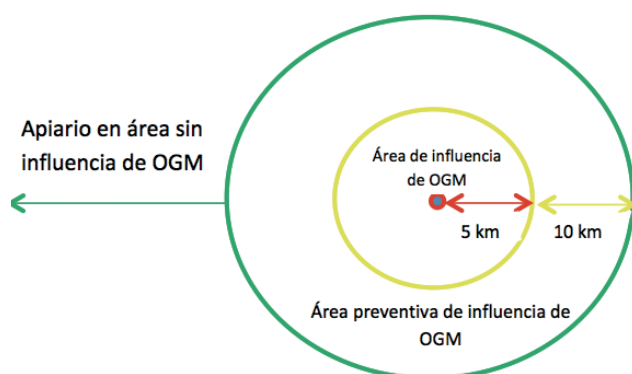 Apiario en área sin
influencia de OGM
Área de influencia
de OGM
5 km
10 km
Área preventiva de influencia de
OGM